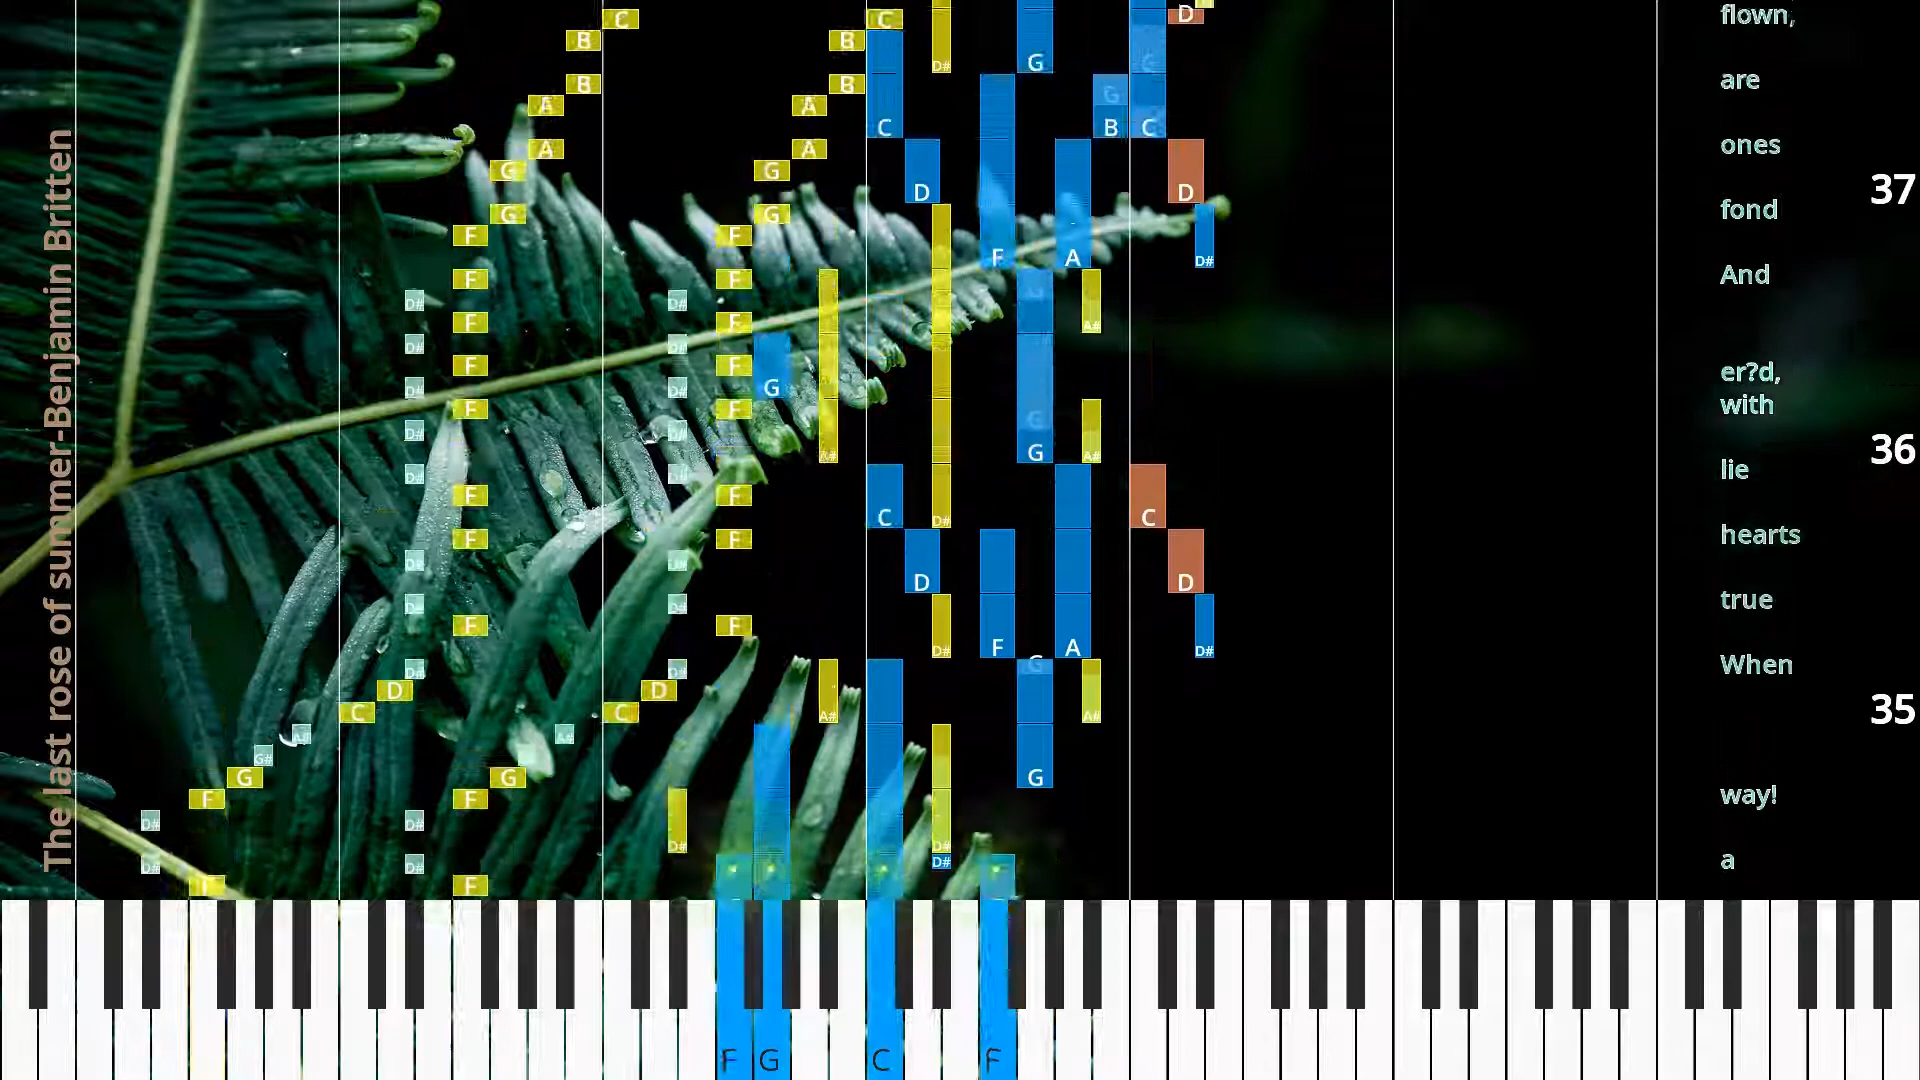 The last rose of summer-Benjamin Britten
flown,
are
ones
37
fond
And
er?d,
with
36
lie
hearts
true
When
35
way!
a
C C D
B B D# G
B B
A A C G B C
A A
G G D D
G G
F F F A D#
F F
D# D# A#
F F
D# D#
F F
D# D# G
F F G
D# D# A# G A#
D# D# C D# C
F F
F F D D
D# D#
D# D# D# F A D#
F F
D# D# A# A#
D D
C C
A# A#
G#
G G G
F F
D# D# D#
D# D# D#
F
F G C F